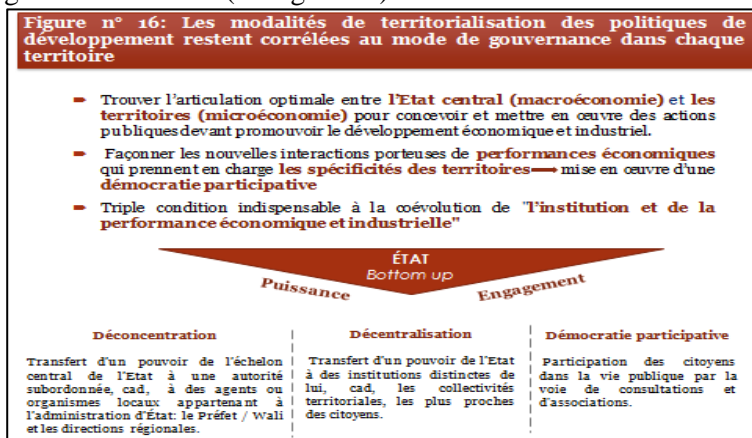 Figure n° 16: Les modalités de territorialisation des politiques de
développement restent corrélées au mode de gouvernance dans chaque
territoire
Trouver l'articulation optimale entre l'Etat central (macroéconomie) et les
territoires (microéconomie) pour concevoir et mettre en œuvre des actions
publiques devant promouvoir le développement économique et industriel.
Façonner les nouvelles interactions porteuses de performances économiques
qui prennent en charge les spécificités des territoires → mise en œuvre d'une
démocratie participative
Triple condition indispensable à la coévolution de "l'institution et de la
performance économique et industrielle"
ÉTAT
Bottom up
Puissance
Engagement
Déconcentration
Transfert d'un pouvoir de l'échelon
central de l'Etat à une autorité
subordonnée, cad, à des agents ou
organismes locaux appartenant à
l'administration d'État: le Préfet / Wali
et les directions régionales.
Décentralisation
Transfert d'un pouvoir de l'Etat
à des institutions distinctes de
lui, cad, les collectivités
territoriales, les plus proches
des citoyens.
Démocratie participative
Participation des citoyens
dans la vie publique par la
voie de consultations et
d'associations.